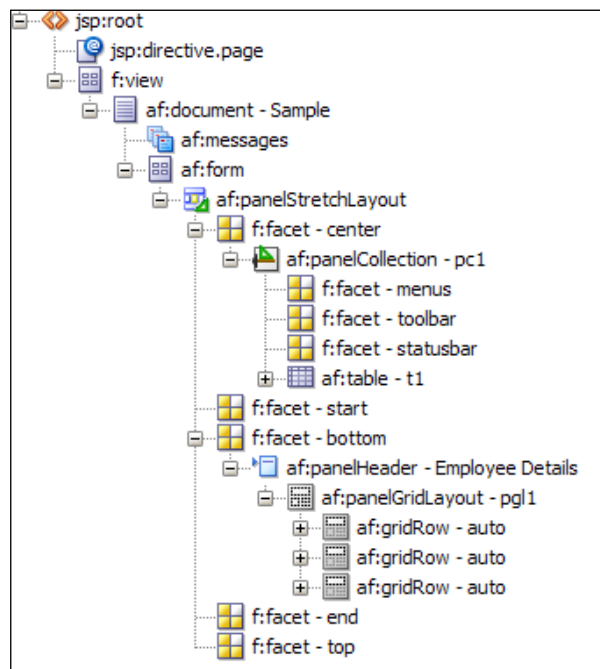 jsp:root
jsp:directive.page
f:view
af:document - Sample
af:messages
af:form
af:panelStretchLayout
f:facet - center
af:panelCollection - pc1
f:facet - menus
f:facet - toolbar
f:facet - statusbar
af:table - t1
f:facet - start
f:facet - bottom
af:panelHeader - Employee Details
af:panelGridLayout - pgl1
af:gridRow - auto
af:gridRow - auto
af:gridRow - auto
f:facet - end
f:facet - top